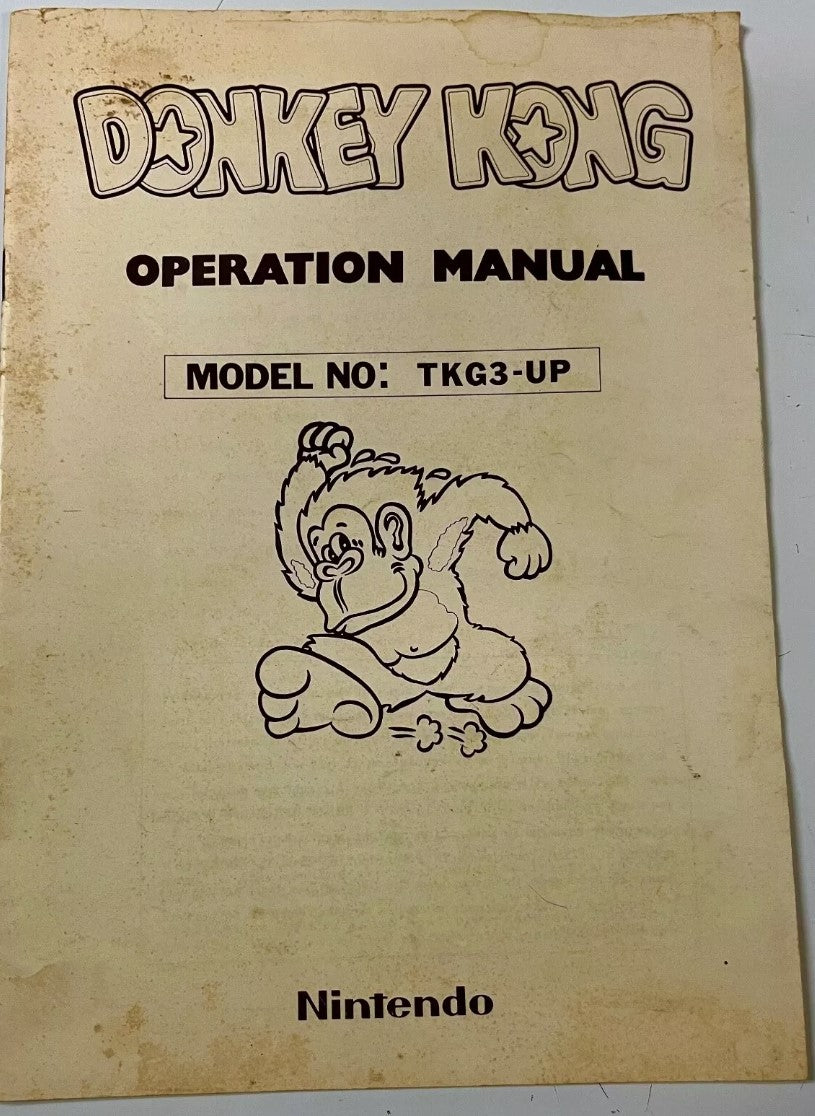 DONKEY KONG
OPERATION MANUAL
MODEL NO: TKG3-UP
Nintendo